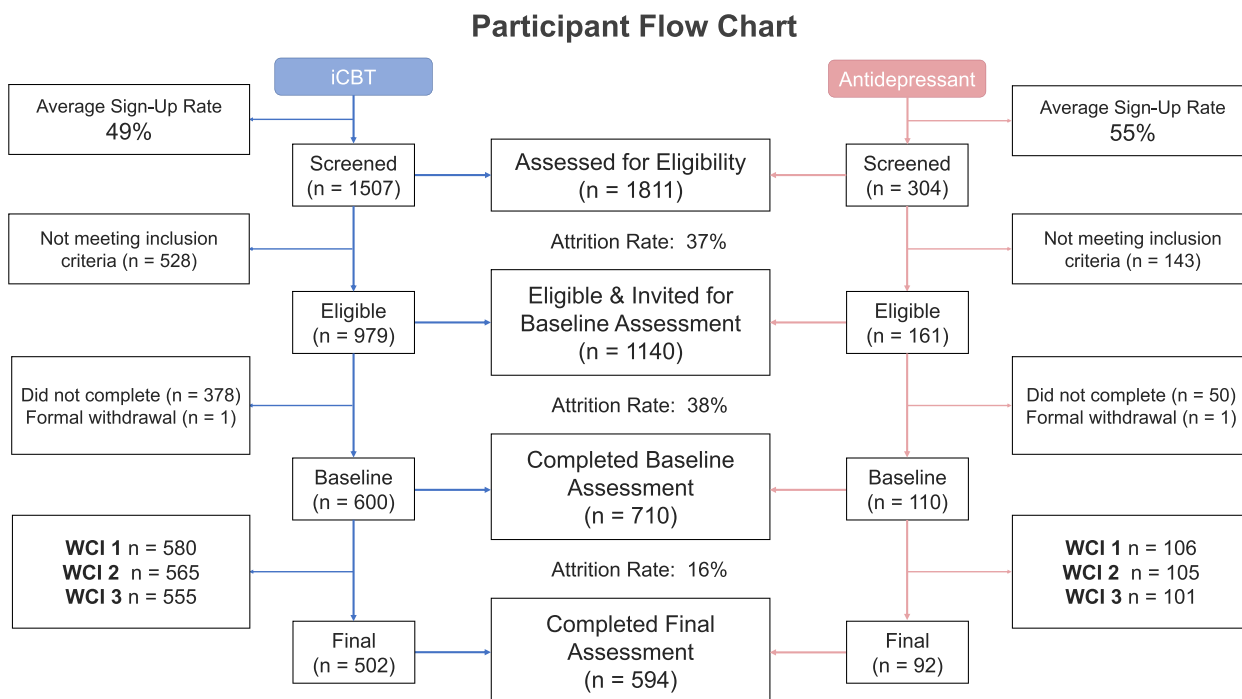 Participant Flow Chart
iCBT
Antidepressant
Average Sign-Up Rate
49%
Average Sign-Up Rate
55%
Screened
(n = 1507)
Assessed for Eligibility
(n = 1811)
Screened
(n = 304)
Not meeting inclusion
criteria (n = 528)
Attrition Rate: 37%
Not meeting inclusion
criteria (n = 143)
Eligible
(n = 979)
Eligible & Invited for
Baseline Assessment
(n = 1140)
Eligible
(n = 161)
Did not complete (n = 378)
Formal withdrawal (n = 1)
Attrition Rate: 38%
Did not complete (n = 50)
Formal withdrawal (n = 1)
Baseline
(n = 600)
Completed Baseline
Assessment
(n = 710)
Baseline
(n = 110)
WCI 1 n = 580
WCI 2 n = 565
WCI 3 n = 555
Attrition Rate: 16%
WCI 1 n = 106
WCI 2 n = 105
WCI 3 n = 101
Final
(n = 502)
Completed Final
Assessment
(n = 594)
Final
(n = 92)